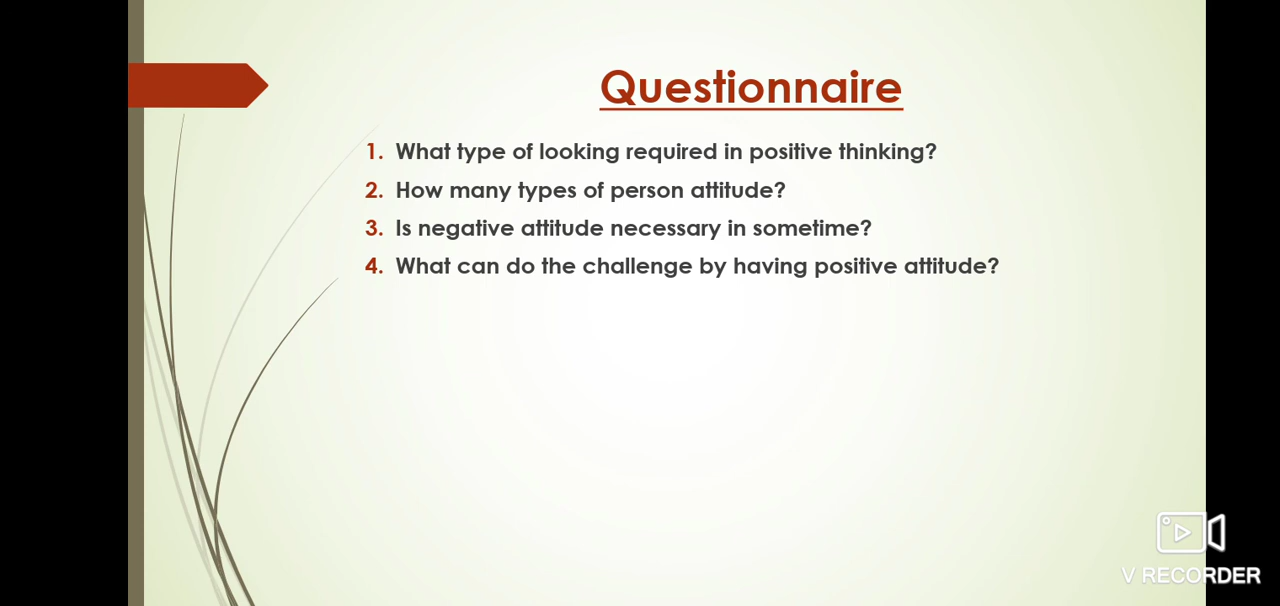 Questionnaire
1. What type of looking required in positive thinking?
2. How many types of person attitude?
3. Is negative attitude necessary in sometime?
4. What can do the challenge by having positive attitude?
V RECORDER